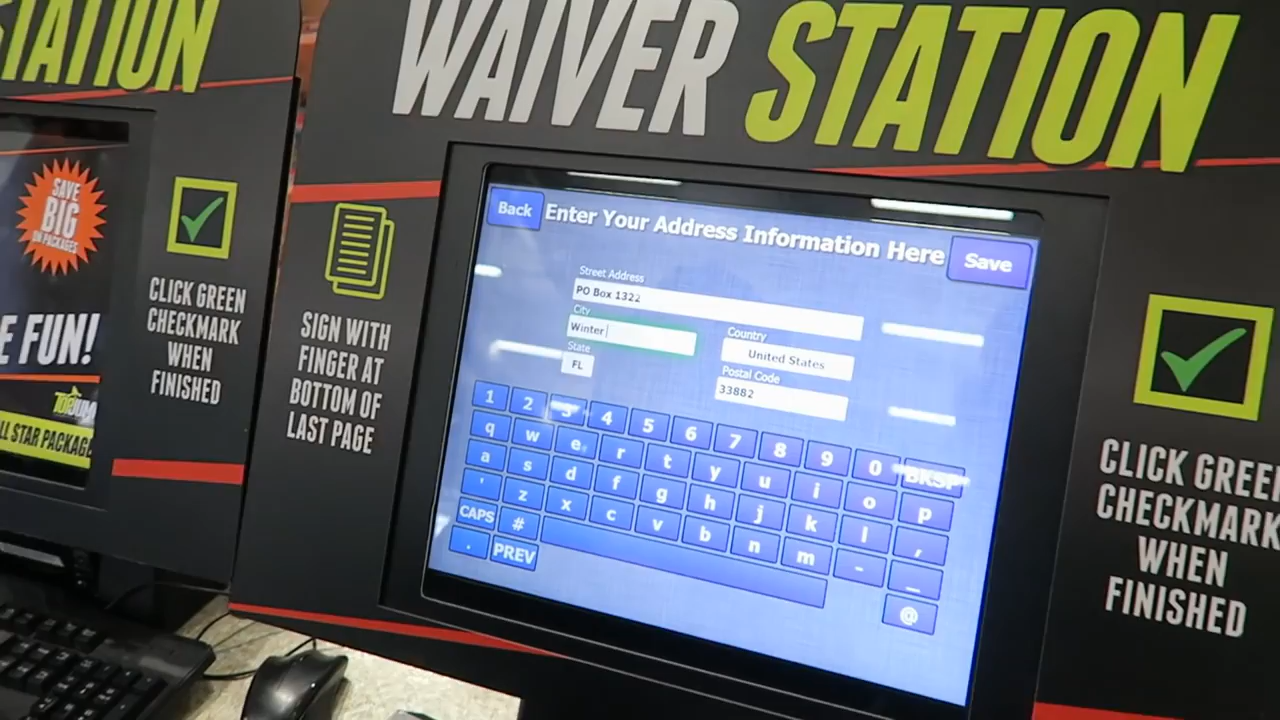 STATION
SAVE
BIG
ON PACKAGES
E FUN!
TOPJUMP
LL STAR PACKAGE
CLICK GREEN
CHECKMARK
WHEN
FINISHED
WAIVER STATION
SIGN WITH
FINGER AT
BOTTOM OF
LAST PAGE
Back
Enter Your Address Information Here
Save
Street Address
PO Box 1322
City
Winter
State
FL
Country
United States
Postal Code
33882
1 2 3 4 5 6 7 8 9 0 BKSP
q w e r t y u i o p
a s d f g h j k l ,
' z x c v b n m - _
CAPS # @
. PREV
CLICK GREEN
CHECKMARK
WHEN
FINISHED